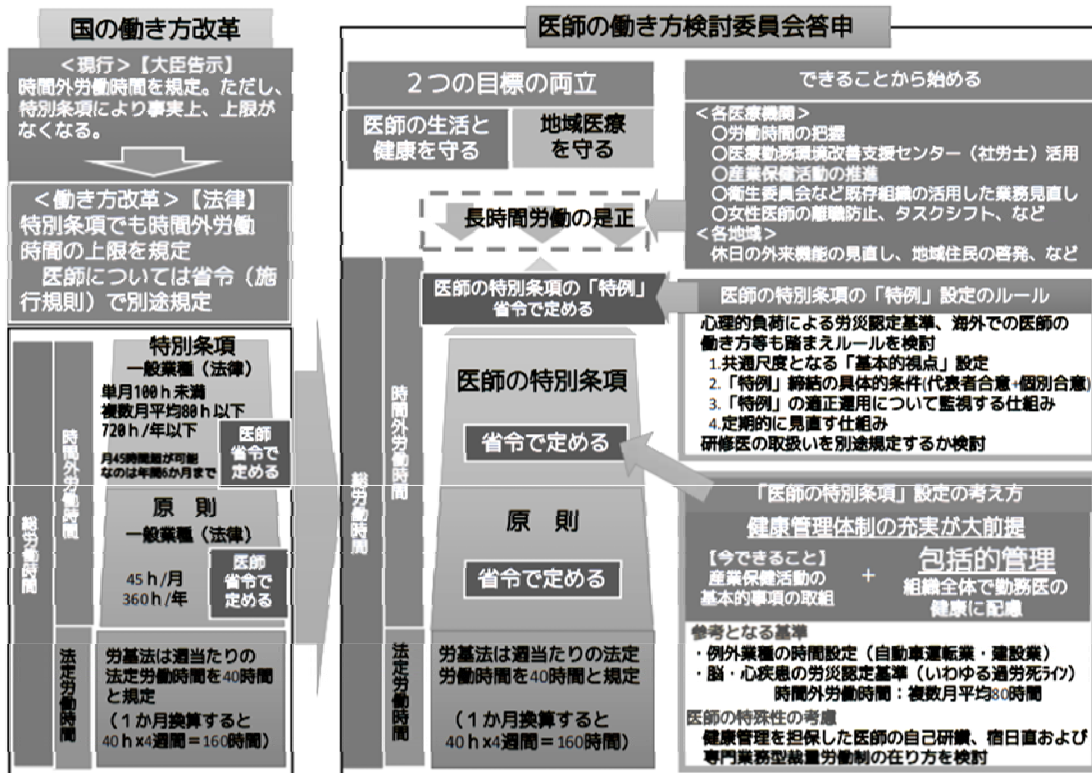 国の働き方改革
＜現行＞【大臣告示】
時間外労働時間を規定。ただし、
特別条項により事実上、上限が
なくなる。
＜働き方改革＞【法律】
特別条項でも時間外労働
時間の上限を規定
医師については省令（施
行規則）で別途規定
特別条項
一般業種（法律）
単月100ｈ未満
複数月平均80ｈ以下
720ｈ/年以下
月45時間超が可能
なのは年間6か月まで
医師
省令で
定める
原　則
一般業種（法律）
45ｈ/月
360ｈ/年
医師
省令で
定める
労基法は週当たりの
法定労働時間を40時間
と規定
（１か月換算すると
40ｈx4週間＝160時間）
総労働時間
時間外労働時間
法定労働時間
医師の働き方検討委員会答申
２つの目標の両立
医師の生活と
健康を守る
地域医療
を守る
長時間労働の是正
医師の特別条項の「特例」
省令で定める
医師の特別条項
省令で定める
原　則
省令で定める
労基法は週当たりの法定
労働時間を40時間と規定
（１か月換算すると
40ｈx4週間＝160時間）
総労働時間
時間外労働時間
法定労働時間
できることから始める
＜各医療機関＞
○労働時間の把握
○医療勤務環境改善支援センター（社労士）活用
○産業保健活動の推進
○衛生委員会など既存組織の活用した業務見直し
○女性医師の離職防止、タスクシフト、など
＜各地域＞
休日の外来機能の見直し、地域住民の啓発、など
医師の特別条項の「特例」設定のルール
心理的負荷による労災認定基準、海外での医師の
働き方等も踏まえルールを検討
1.共通尺度となる「基本的視点」設定
2.「特例」締結の具体的条件(代表者合意+個別合意)
3.「特例」の適正運用について監視する仕組み
4.定期的に見直す仕組み
研修医の取扱いを別途規定するか検討
「医師の特別条項」設定の考え方
健康管理体制の充実が大前提
【今できること】
産業保健活動の
基本的事項の取組
+
包括的管理
組織全体で勤務医の
健康に配慮
参考となる基準
・例外業種の時間設定（自動車運転業・建設業）
・脳・心疾患の労災認定基準（いわゆる過労死ﾗｲﾝ）
時間外労働時間：複数月平均80時間
医師の特殊性の考慮
健康管理を担保した医師の自己研鑽、宿日直および
専門業務型裁量労働制の在り方を検討